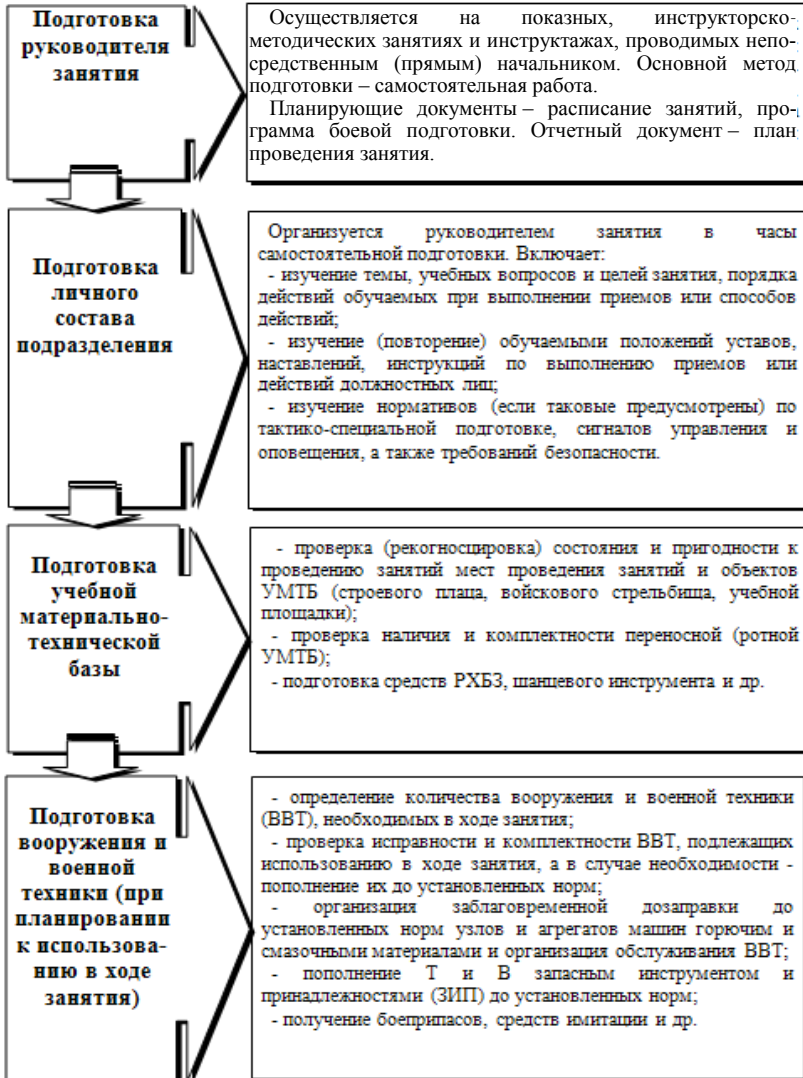 Подготовка
руководителя
занятия
Осуществляется на показных, инструкторско-
методических занятиях и инструктажах, проводимых непо-
средственным (прямым) начальником. Основной метод
подготовки – самостоятельная работа.
Планирующие документы – расписание занятий, про-
грамма боевой подготовки. Отчетный документ – план
проведения занятия.
Подготовка
личного
состава
подразделения
Организуется руководителем занятия в часы
самостоятельной подготовки. Включает:
- изучение темы, учебных вопросов и целей занятия, порядка
действий обучаемых при выполнении приемов или способов
действий;
- изучение (повторение) обучаемыми положений уставов,
наставлений, инструкций по выполнению приемов или
действий должностных лиц;
- изучение нормативов (если таковые предусмотрены) по
тактико-специальной подготовке, сигналов управления и
оповещения, а также требований безопасности.
Подготовка
учебной
материально-
технической
базы
- проверка (рекогносцировка) состояния и пригодности к
проведению занятий мест проведения занятий и объектов
УМТБ (строевого плаца, войскового стрельбища, учебной
площадки);
- проверка наличия и комплектности переносной (ротной
УМТБ);
- подготовка средств РХБЗ, шанцевого инструмента и др.
Подготовка
вооружения и
военной
техники (при
планировании
к использова-
нию в ходе
занятия)
- определение количества вооружения и военной техники
(ВВТ), необходимых в ходе занятия;
- проверка исправности и комплектности ВВТ, подлежащих
использованию в ходе занятия, а в случае необходимости -
пополнение их до установленных норм;
- организация заблаговременной дозаправки до
установленных норм узлов и агрегатов машин горючим и
смазочными материалами и организация обслуживания ВВТ;
- пополнение Т и В запасным инструментом и
принадлежностями (ЗИП) до установленных норм;
- получение боеприпасов, средств имитации и др.